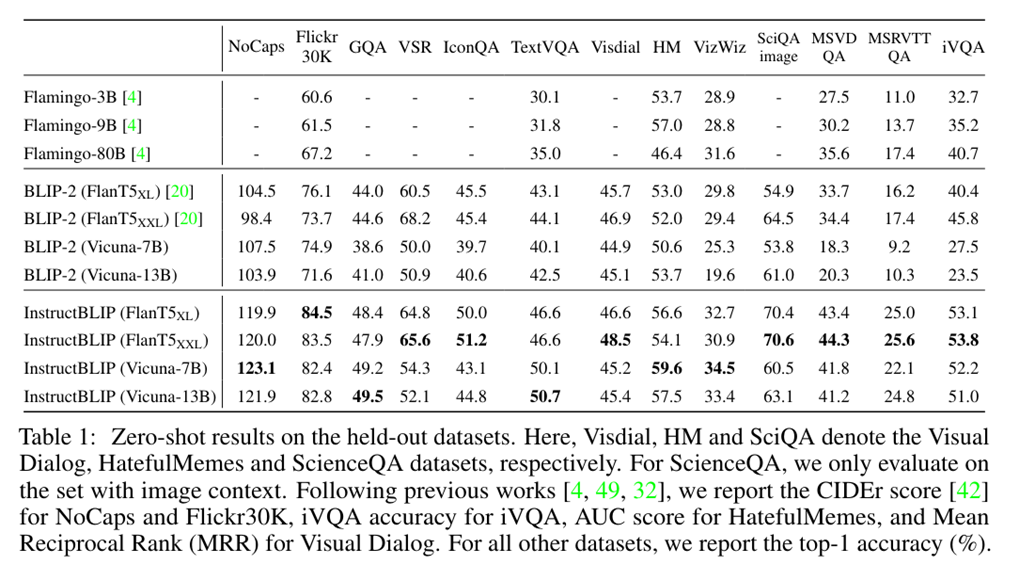 NoCaps Flickr 30K GQA VSR IconQA TextVQA Visdial HM VizWiz SciQA image MSVD QA MSRVTT QA iVQA
Flamingo-3B [4] - 60.6 - - - 30.1 - 53.7 28.9 - 27.5 11.0 32.7
Flamingo-9B [4] - 61.5 - - - 31.8 - 57.0 28.8 - 30.2 13.7 35.2
Flamingo-80B [4] - 67.2 - - - 35.0 - 46.4 31.6 - 35.6 17.4 40.7
BLIP-2 (FlanT5XL) [20] 104.5 76.1 44.0 60.5 45.5 43.1 45.7 53.0 29.8 54.9 33.7 16.2 40.4
BLIP-2 (FlanT5XXL) [20] 98.4 73.7 44.6 68.2 45.4 44.1 46.9 52.0 29.4 64.5 34.4 17.4 45.8
BLIP-2 (Vicuna-7B) 107.5 74.9 38.6 50.0 39.7 40.1 44.9 50.6 25.3 53.8 18.3 9.2 27.5
BLIP-2 (Vicuna-13B) 103.9 71.6 41.0 50.9 40.6 42.5 45.1 53.7 19.6 61.0 20.3 10.3 23.5
InstructBLIP (FlanT5XL) 119.9 84.5 48.4 64.8 50.0 46.6 46.6 56.6 32.7 70.4 43.4 25.0 53.1
InstructBLIP (FlanT5XXL) 120.0 83.5 47.9 65.6 51.2 46.6 48.5 54.1 30.9 70.6 44.3 25.6 53.8
InstructBLIP (Vicuna-7B) 123.1 82.4 49.2 54.3 43.1 50.1 45.2 59.6 34.5 60.5 41.8 22.1 52.2
InstructBLIP (Vicuna-13B) 121.9 82.8 49.5 52.1 44.8 50.7 45.4 57.5 33.4 63.1 41.2 24.8 51.0
Table 1: Zero-shot results on the held-out datasets. Here, Visdial, HM and SciQA denote the Visual
Dialog, HatefulMemes and ScienceQA datasets, respectively. For ScienceQA, we only evaluate on
the set with image context. Following previous works [4, 49, 32], we report the CIDEr score [42]
for NoCaps and Flickr30K, iVQA accuracy for iVQA, AUC score for HatefulMemes, and Mean
Reciprocal Rank (MRR) for Visual Dialog. For all other datasets, we report the top-1 accuracy (%).